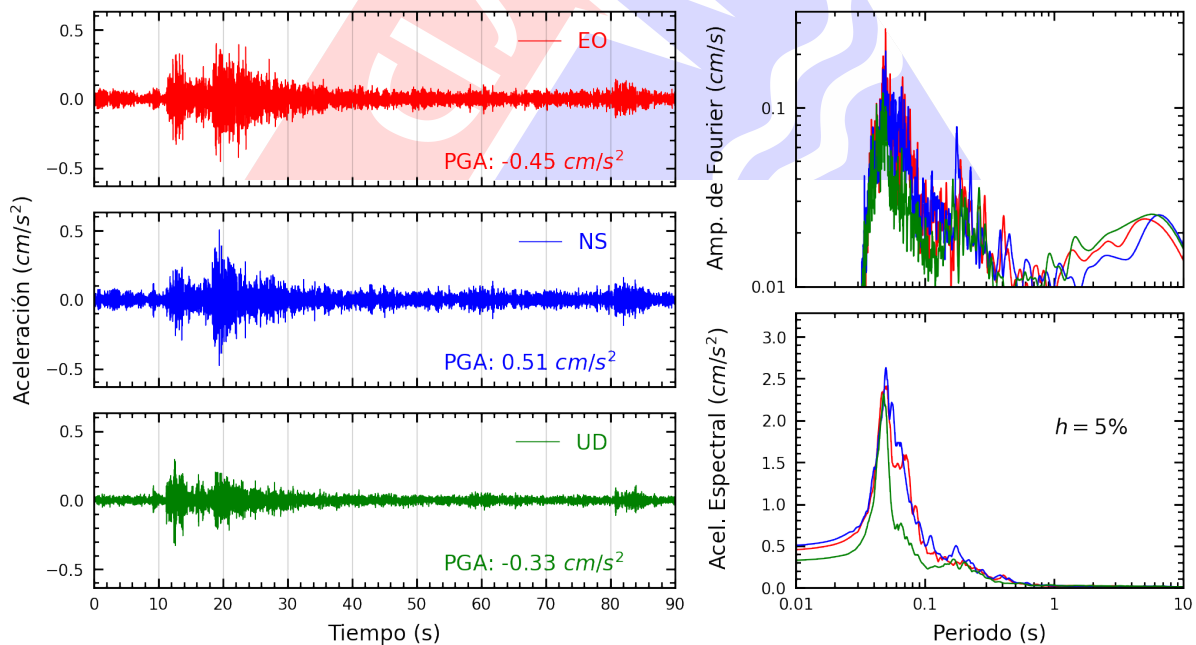 Aceleración (cm/s²)
0.5
0.0
−0.5
EO
PGA: -0.45 cm/s²
0.5
0.0
−0.5
NS
PGA: 0.51 cm/s²
0.5
0.0
−0.5
UD
PGA: -0.33 cm/s²
0 10 20 30 40 50 60 70 80 90
Tiempo (s)
Amp. de Fourier (cm/s)
0.1
0.01
Acel. Espectral (cm/s²)
3.0
2.5
2.0
1.5
1.0
0.5
0.0
h = 5%
0.01 0.1 1 10
Periodo (s)